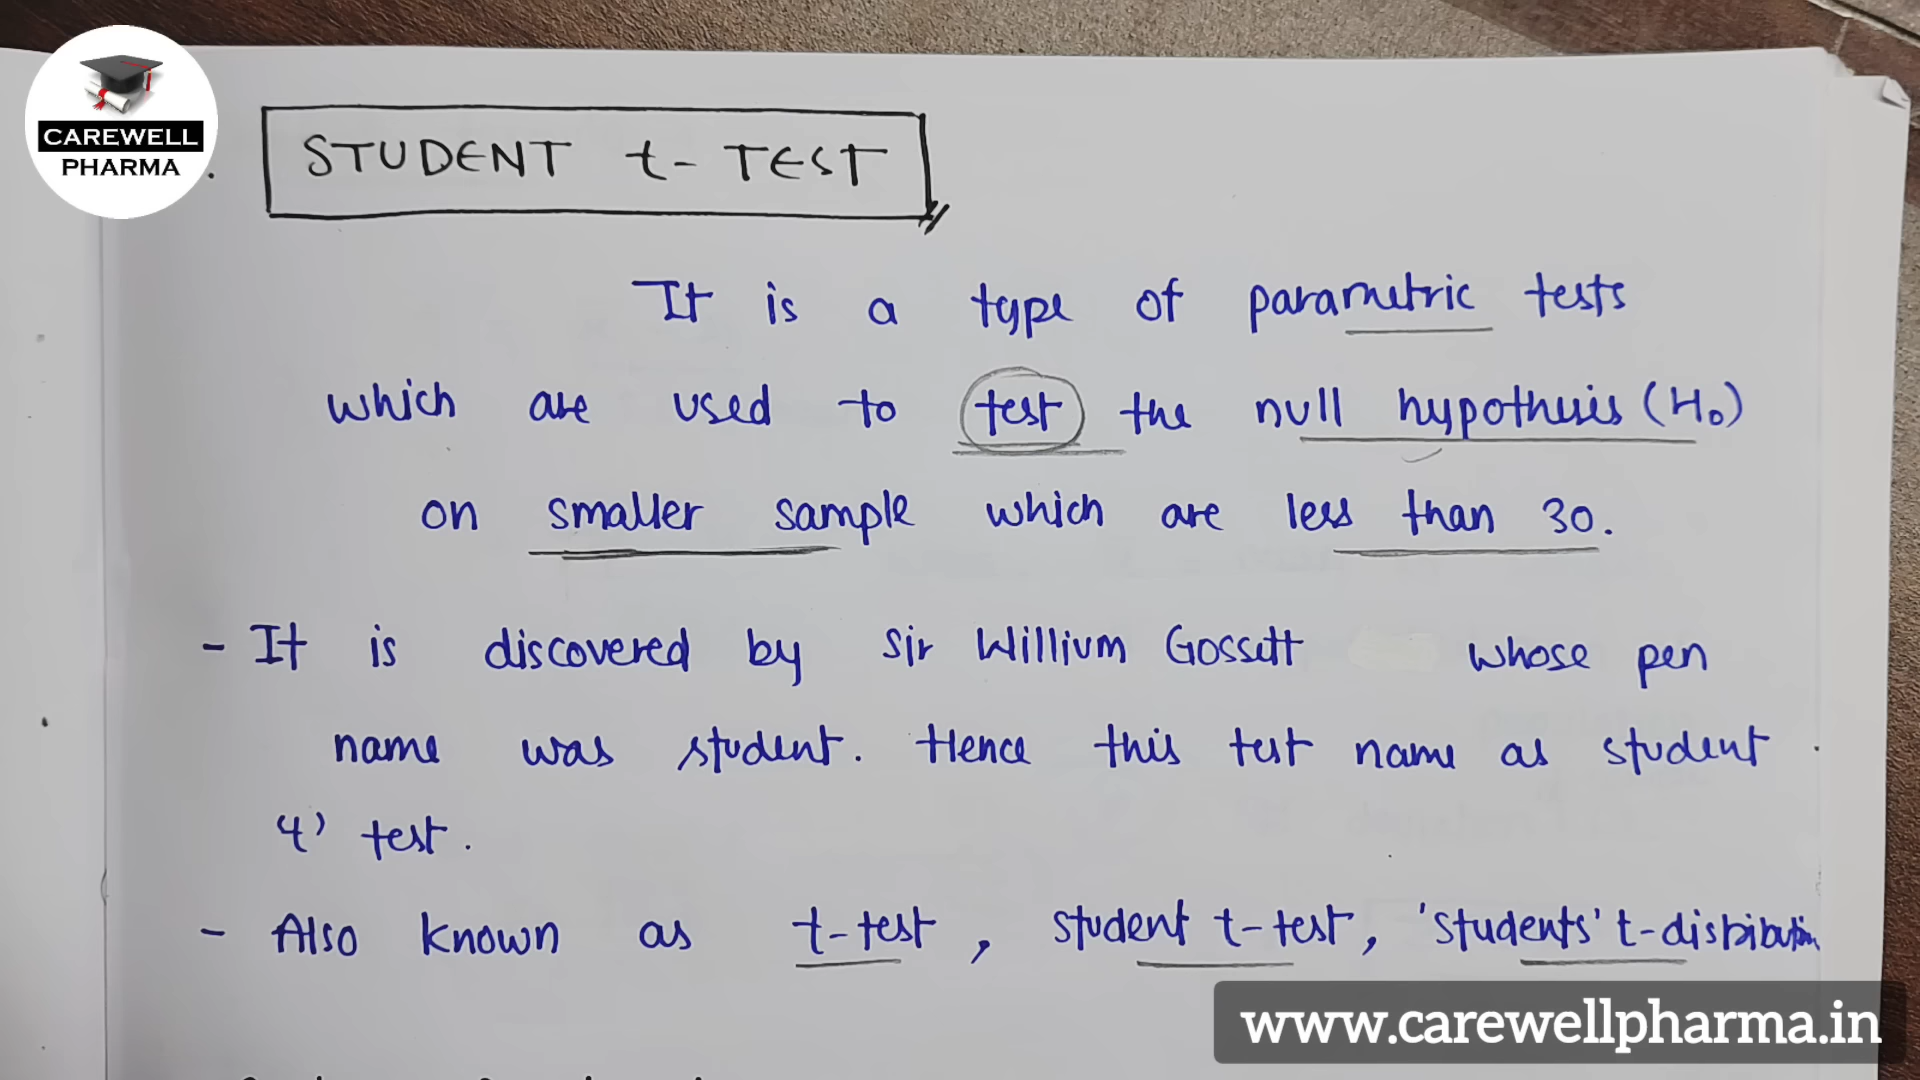 CAREWELL
PHARMA
STUDENT t- TEST
It is a type of parametric tests
which are used to test the null hypothesis (H₀)
on smaller sample which are less than 30.
- It is discovered by Sir Willium Gossett whose pen
name was student. Hence this test name as student
't' test.
- Also known as t-test, student t-test, 'students' t-distribution
www.carewellpharma.in